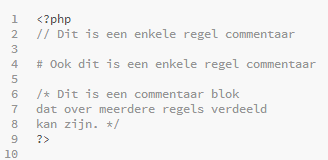 1 <?php
2 // Dit is een enkele regel commentaar
3
4 # Ook dit is een enkele regel commentaar
5
6 /* Dit is een commentaar blok
7 dat over meerdere regels verdeeld
8 kan zijn. */
9 ?>
10